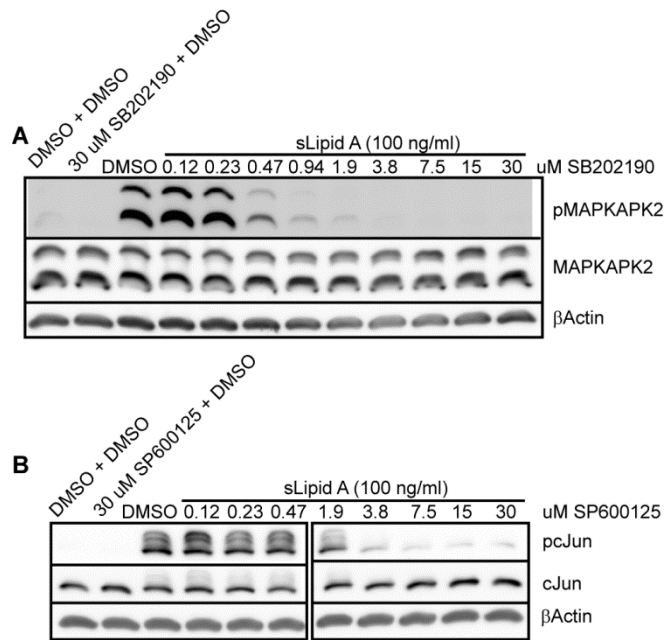 DMSO + DMSO
30 uM SB202190 + DMSO
A
sLipid A (100 ng/ml)
DMSO 0.12 0.23 0.47 0.94 1.9 3.8 7.5 15 30 uM SB202190
pMAPKAPK2
MAPKAPK2
βActin
DMSO + DMSO
30 uM SP600125 + DMSO
B
sLipid A (100 ng/ml)
DMSO 0.12 0.23 0.47 1.9 3.8 7.5 15 30 uM SP600125
pcJun
cJun
βActin